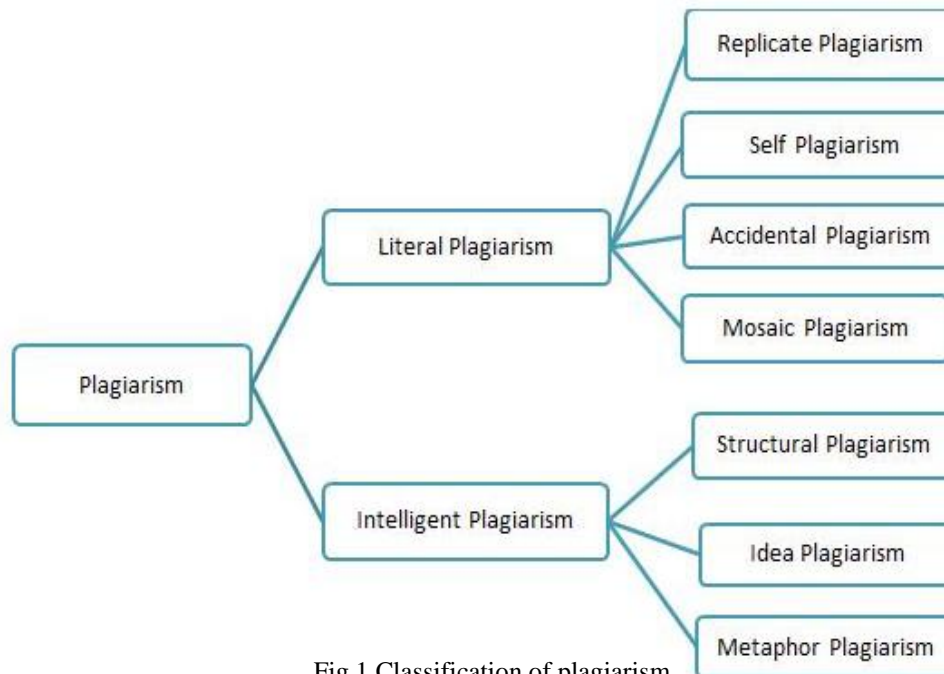 Replicate Plagiarism
Self Plagiarism
Literal Plagiarism
Accidental Plagiarism
Mosaic Plagiarism
Plagiarism
Structural Plagiarism
Intelligent Plagiarism
Idea Plagiarism
Metaphor Plagiarism
Fig.1 Classification of plagiarism